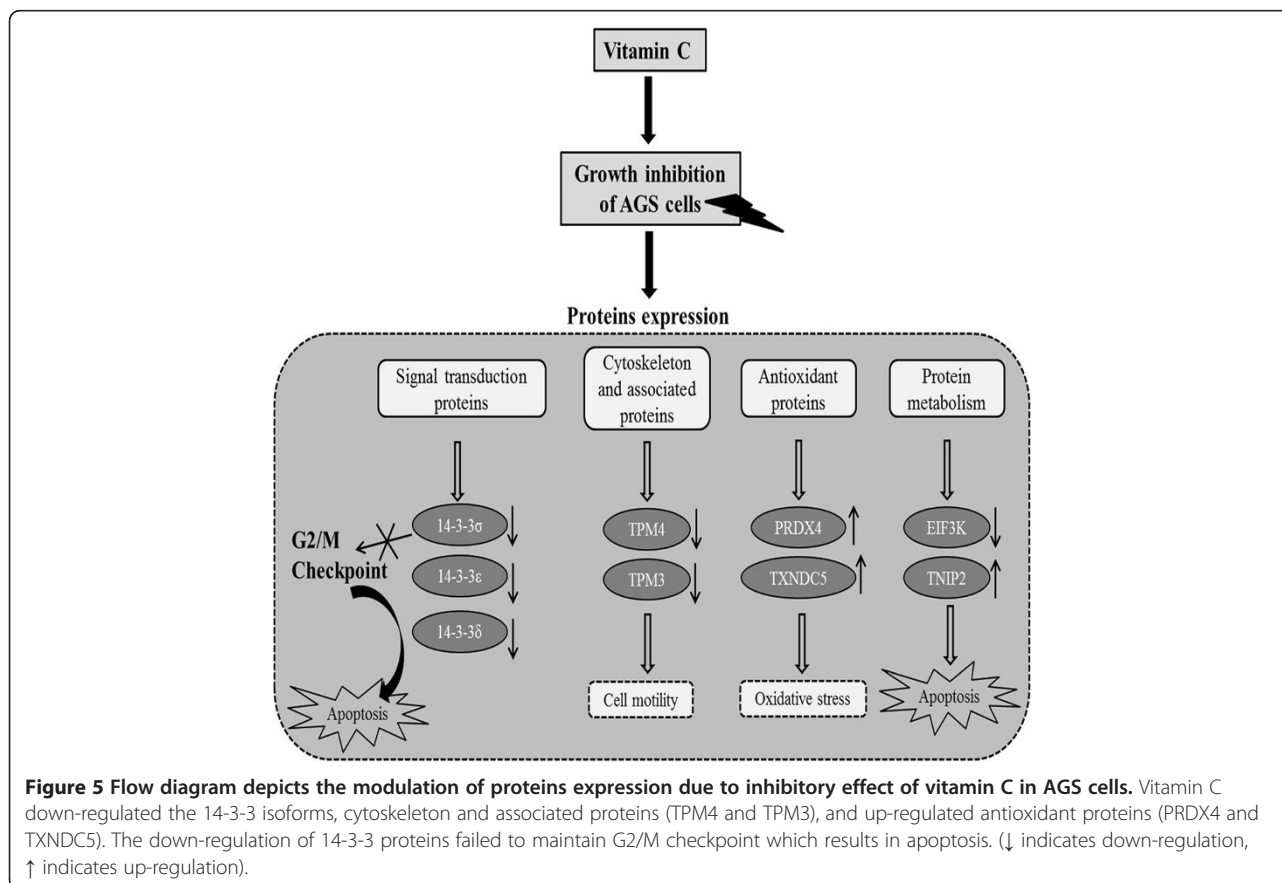 Vitamin C
Growth inhibition
of AGS cells
Proteins expression
Signal transduction
proteins
Cytoskeleton
and associated
proteins
Antioxidant
proteins
Protein
metabolism
14-3-3σ ↓
14-3-3ε ↓
14-3-3δ ↓
G2/M
Checkpoint
Apoptosis
TPM4 ↓
TPM3 ↓
Cell motility
PRDX4 ↑
TXNDC5 ↑
Oxidative stress
EIF3K ↓
TNIP2 ↑
Apoptosis
Figure 5 Flow diagram depicts the modulation of proteins expression due to inhibitory effect of vitamin C in AGS cells. Vitamin C
down-regulated the 14-3-3 isoforms, cytoskeleton and associated proteins (TPM4 and TPM3), and up-regulated antioxidant proteins (PRDX4 and
TXNDC5). The down-regulation of 14-3-3 proteins failed to maintain G2/M checkpoint which results in apoptosis. (↓ indicates down-regulation,
↑ indicates up-regulation).